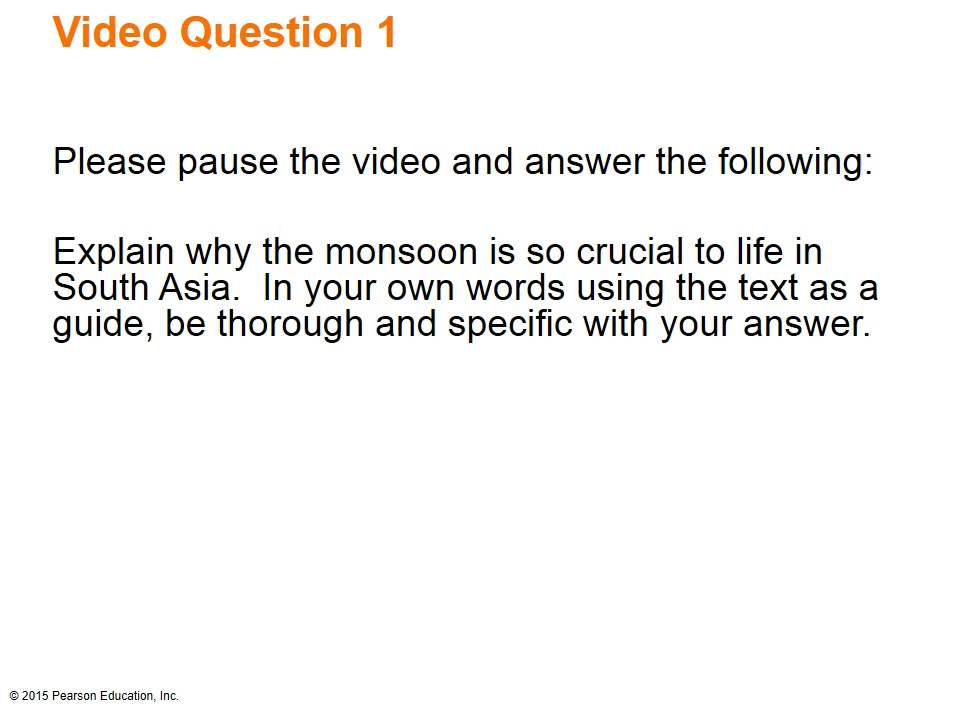 Video Question 1
Please pause the video and answer the following:
Explain why the monsoon is so crucial to life in
South Asia.  In your own words using the text as a
guide, be thorough and specific with your answer.
© 2015 Pearson Education, Inc.